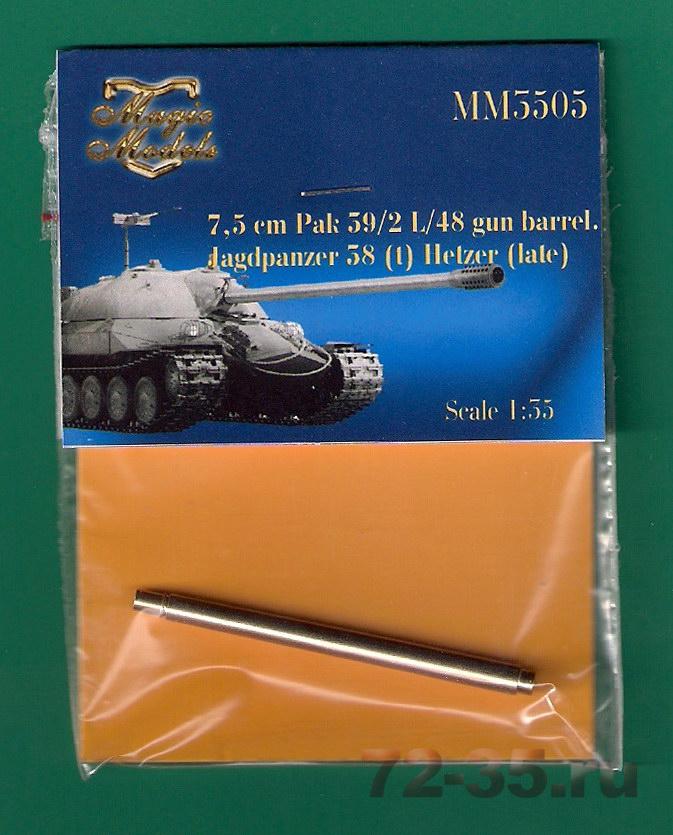 Magic
Models
MM3505
7,5 cm Pak 39/2 L/48 gun barrel.
Jagdpanzer 38 (t) Hetzer (late)
Scale 1:35
72-35.ru